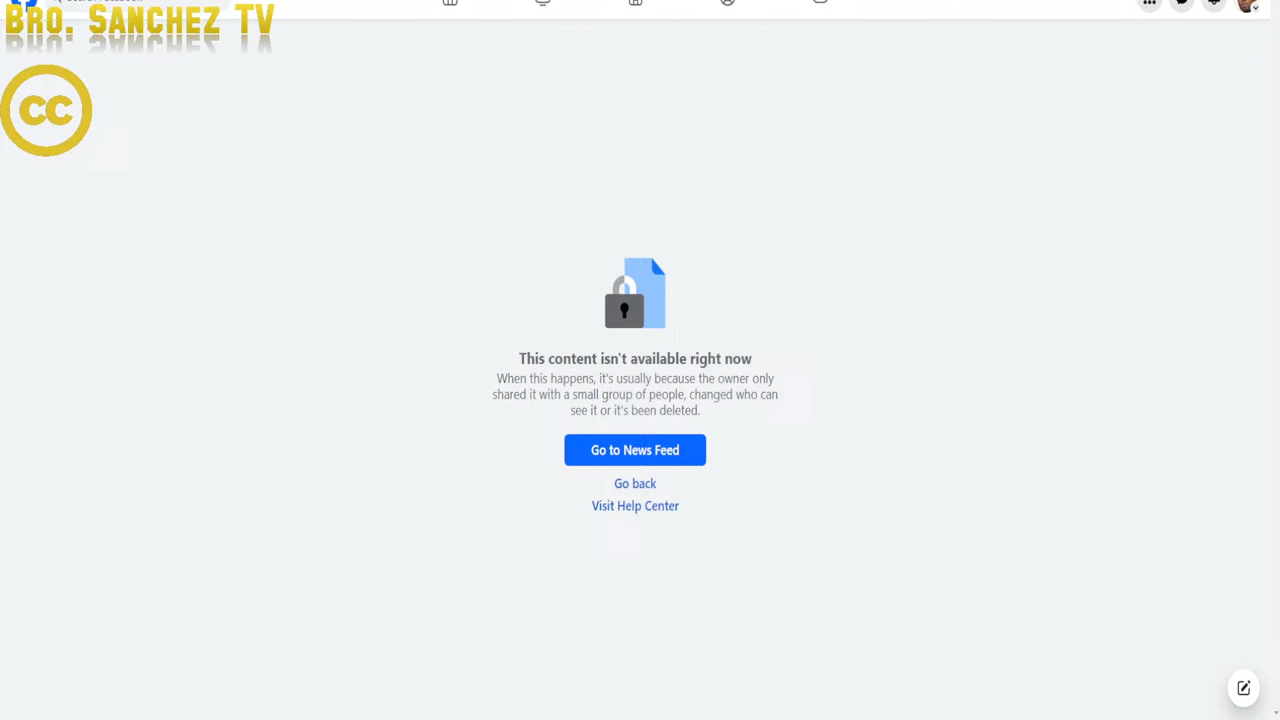 Bro. Sanchez TV
CC
This content isn't available right now
When this happens, it's usually because the owner only
shared it with a small group of people, changed who can
see it or it's been deleted.
Go to News Feed
Go back
Visit Help Center